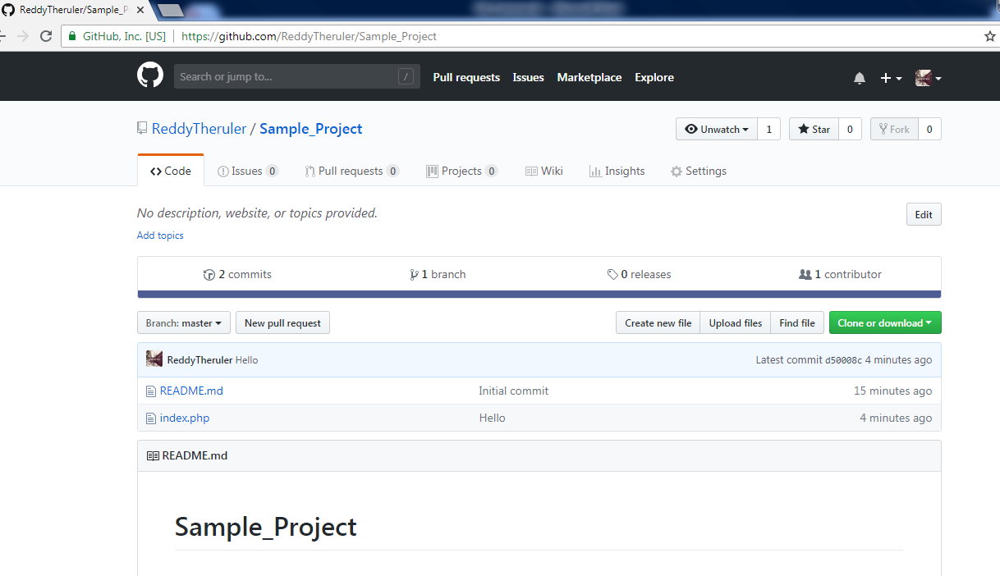 ReddyTheruler/Sample_P
GitHub, Inc. [US] https://github.com/ReddyTheruler/Sample_Project
Search or jump to... / Pull requests Issues Marketplace Explore
ReddyTheruler / Sample_Project Unwatch 1 Star 0 Fork 0
Code Issues 0 Pull requests 0 Projects 0 Wiki Insights Settings
No description, website, or topics provided. Edit
Add topics
2 commits 1 branch 0 releases 1 contributor
Branch: master New pull request Create new file Upload files Find file Clone or download
ReddyTheruler Hello Latest commit d50008c 4 minutes ago
README.md Initial commit 15 minutes ago
index.php Hello 4 minutes ago
README.md
Sample_Project